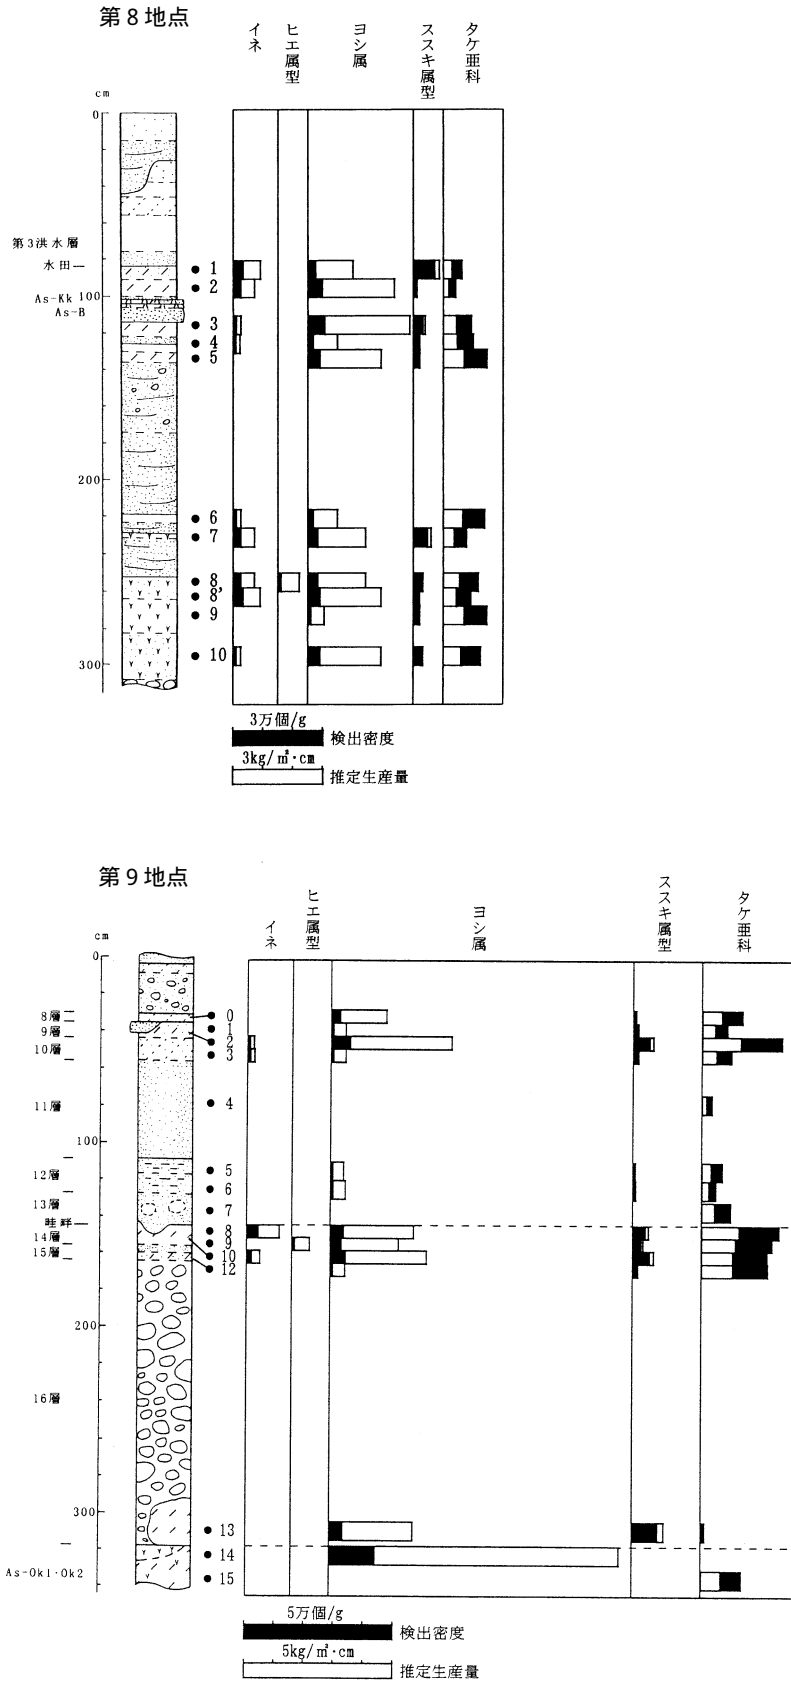 第8地点
イネ
ヒエ属型
ヨシ属
ススキ属型
タケ亜科
cm
0
第3洪水層
水田
1
2
As-Kk
100
As-B
3
4
5
200
6
7
8
8'
9
10
300
3万個/g
検出密度
3kg/㎡・cm
推定生産量
第9地点
イネ
ヒエ属型
ヨシ属
ススキ属型
タケ亜科
cm
0
8層
0
9層
1
10層
2
3
11層
4
100
12層
5
6
13層
7
畦畔
14層
8
9
15層
10
12
200
16層
300
13
14
As-Ok1・Ok2
15
5万個/g
検出密度
5kg/㎡・cm
推定生産量